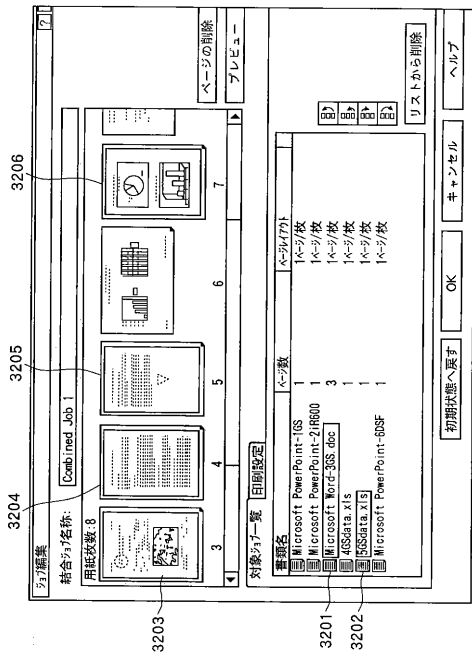 ジョブ編集
?
結合ジョブ名称:
Combined Job 1
用紙枚数:8
3
4
5
6
7
ページの削除
プレビュー
対象ジョブ一覧
印刷設定
書類名
ページ数
ページレイアウト
Microsoft PowerPoint-1GS
1
1ページ/枚
Microsoft PowerPoint-21R600
1
1ページ/枚
Microsoft Word-3GS.doc
3
1ページ/枚
4GSdata.xls
1
1ページ/枚
5GSdata.xls
1
1ページ/枚
Microsoft PowerPoint-6DSF
1
1ページ/枚
リストから削除
初期状態へ戻す
OK
キャンセル
ヘルプ
3201
3202
3203
3204
3205
3206